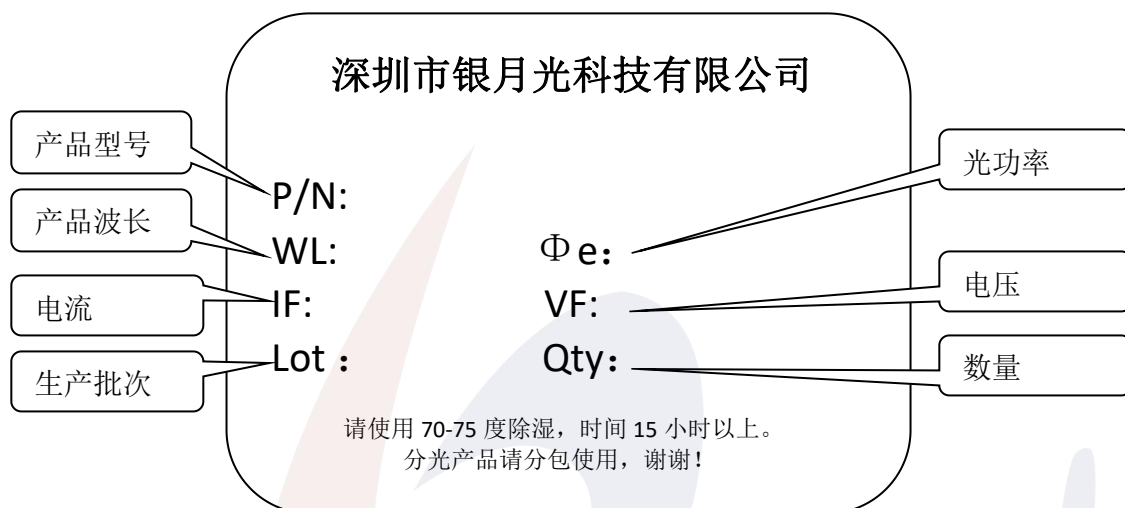 深圳市银月光科技有限公司
产品型号
P/N:
产品波长
WL:
Φe：
光功率
电流
IF:
VF:
电压
生产批次
Lot：
Qty：
数量
请使用 70-75 度除湿，时间 15 小时以上。
分光产品请分包使用，谢谢！